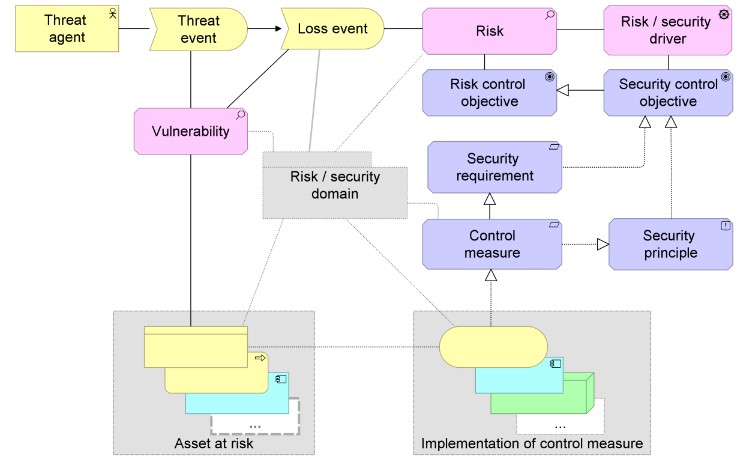 Threat
agent
Threat
event
Loss event
Risk
Risk / security
driver
Risk control
objective
Security control
objective
Vulnerability
Risk / security
domain
Security
requirement
Control
measure
Security
principle
...
Asset at risk
...
Implementation of control measure